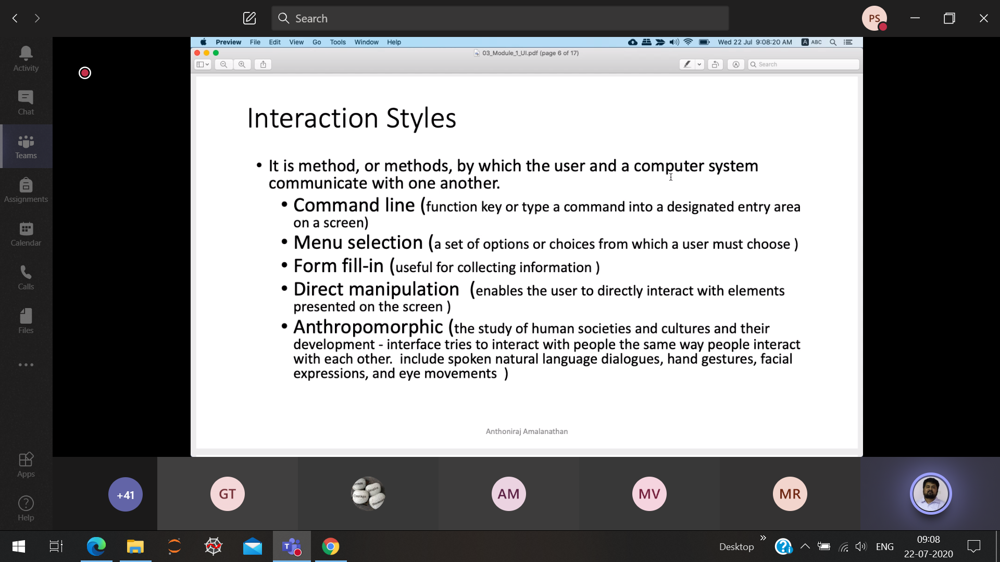 Search
PS
Preview File Edit View Go Tools Window Help
Wed 22 Jul 9:08:20 AM A ABC
03_Module_1_UI.pdf (page 6 of 17)
Search
Activity
Chat
Teams
Assignments
Calendar
Calls
Files
Apps
Help
Interaction Styles
• It is method, or methods, by which the user and a computer system
communicate with one another.
• Command line (function key or type a command into a designated entry area
on a screen)
• Menu selection (a set of options or choices from which a user must choose )
• Form fill-in (useful for collecting information )
• Direct manipulation (enables the user to directly interact with elements
presented on the screen )
• Anthropomorphic (the study of human societies and cultures and their
development - interface tries to interact with people the same way people interact
with each other. include spoken natural language dialogues, hand gestures, facial
expressions, and eye movements )
Anthoniraj Amalanathan
+41
GT
Dream
Inspire
Courage
AM
MV
MR
Desktop
ENG
09:08
22-07-2020